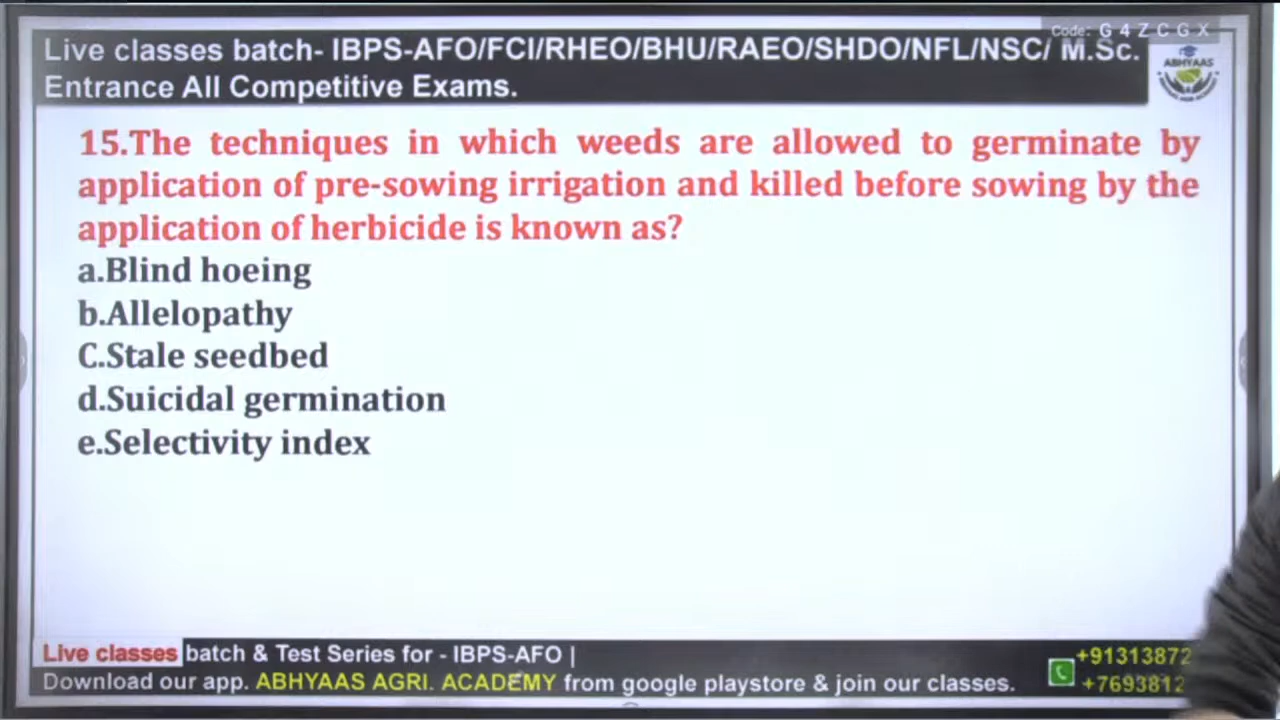 Code: G 4 Z C G X
Live classes batch- IBPS-AFO/FCI/RHEO/BHU/RAEO/SHDO/NFL/NSC/ M.Sc.
Entrance All Competitive Exams.
ABHYAAS
15.The techniques in which weeds are allowed to germinate by
application of pre-sowing irrigation and killed before sowing by the
application of herbicide is known as?
a.Blind hoeing
b.Allelopathy
C.Stale seedbed
d.Suicidal germination
e.Selectivity index
Live classes batch & Test Series for - IBPS-AFO |
Download our app. ABHYAAS AGRI. ACADEMY from google playstore & join our classes.
+91313872
+7693812